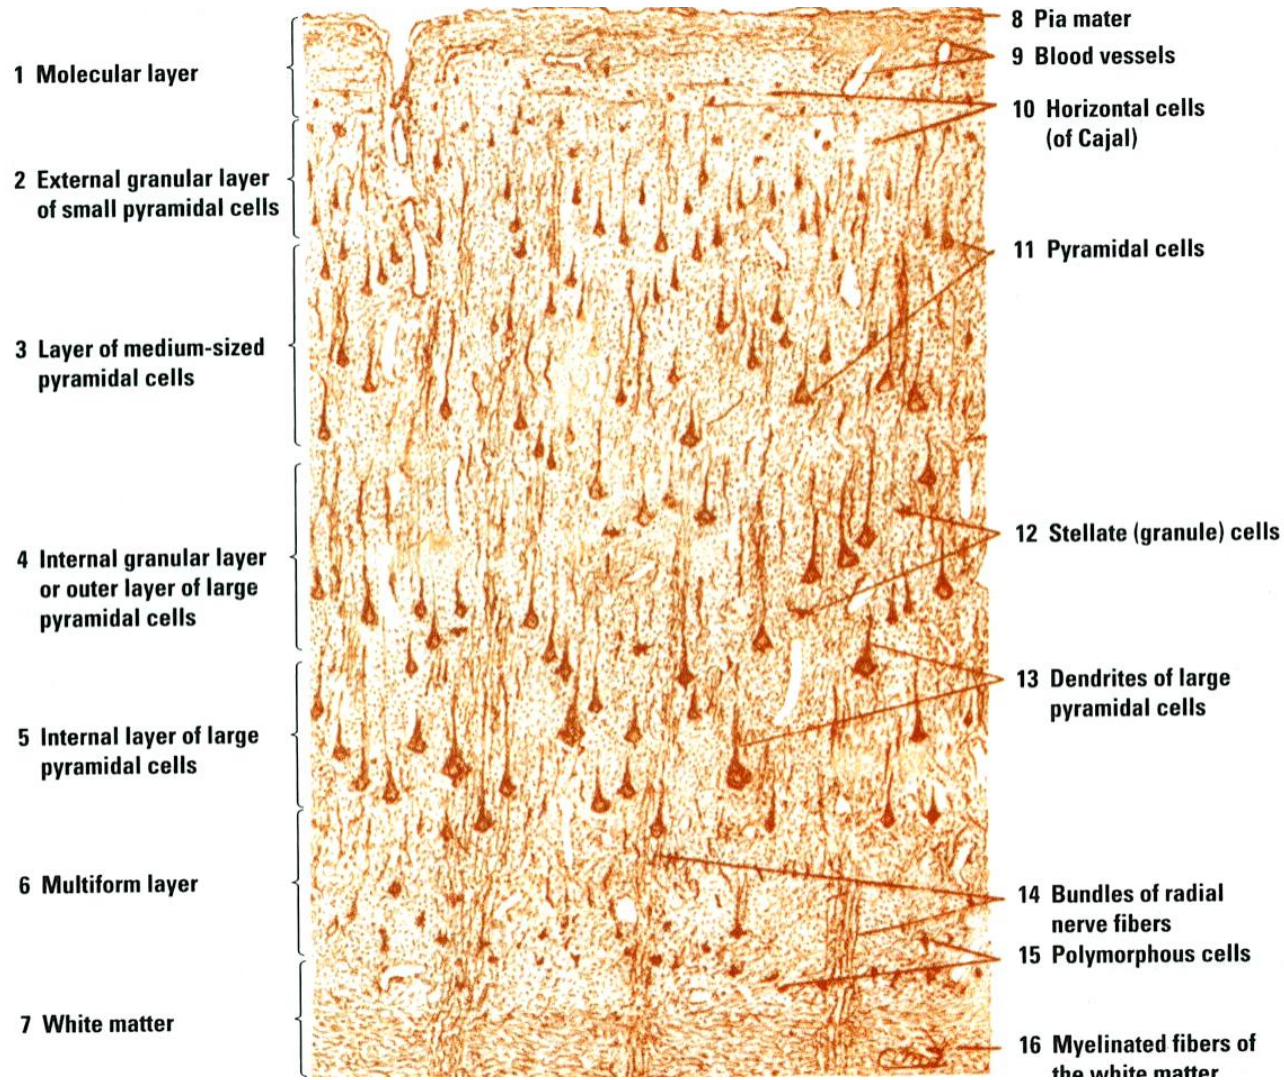 1 Molecular layer
2 External granular layer
of small pyramidal cells
3 Layer of medium-sized
pyramidal cells
4 Internal granular layer
or outer layer of large
pyramidal cells
5 Internal layer of large
pyramidal cells
6 Multiform layer
7 White matter
8 Pia mater
9 Blood vessels
10 Horizontal cells
(of Cajal)
11 Pyramidal cells
12 Stellate (granule) cells
13 Dendrites of large
pyramidal cells
14 Bundles of radial
nerve fibers
15 Polymorphous cells
16 Myelinated fibers of
the white matter